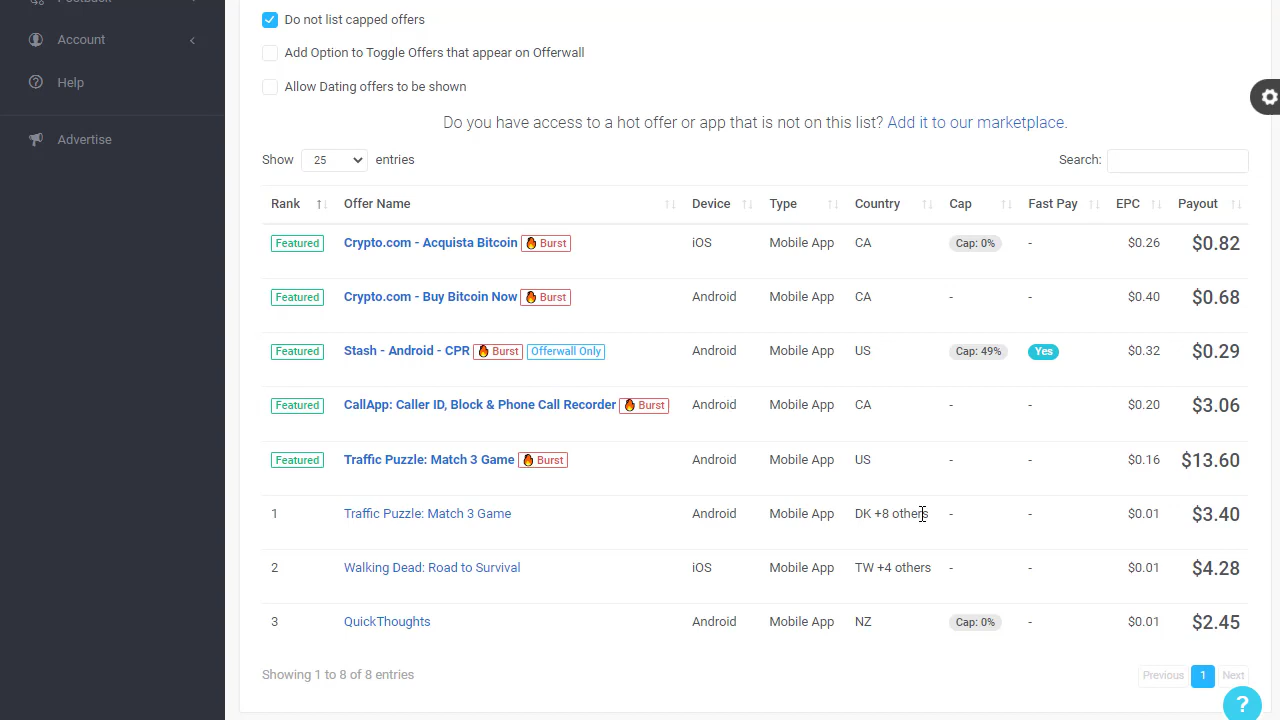 Postback
Account
Help
Advertise
Do not list capped offers
Add Option to Toggle Offers that appear on Offerwall
Allow Dating offers to be shown
Do you have access to a hot offer or app that is not on this list? Add it to our marketplace.
Show 25 entries Search:
Rank Offer Name Device Type Country Cap Fast Pay EPC Payout
Featured Crypto.com - Acquista Bitcoin Burst iOS Mobile App CA Cap: 0% - $0.26 $0.82
Featured Crypto.com - Buy Bitcoin Now Burst Android Mobile App CA - - $0.40 $0.68
Featured Stash - Android - CPR Burst Offerwall Only Android Mobile App US Cap: 49% Yes $0.32 $0.29
Featured CallApp: Caller ID, Block & Phone Call Recorder Burst Android Mobile App CA - - $0.20 $3.06
Featured Traffic Puzzle: Match 3 Game Burst Android Mobile App US - - $0.16 $13.60
1 Traffic Puzzle: Match 3 Game Android Mobile App DK +8 others - - $0.01 $3.40
2 Walking Dead: Road to Survival iOS Mobile App TW +4 others - - $0.01 $4.28
3 QuickThoughts Android Mobile App NZ Cap: 0% - $0.01 $2.45
Showing 1 to 8 of 8 entries Previous 1 Next
?